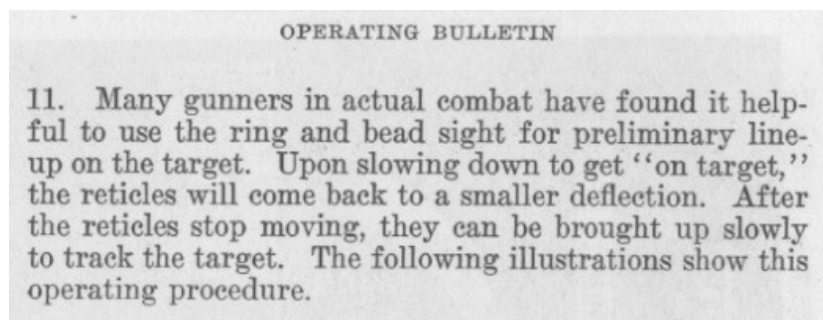 OPERATING BULLETIN
11. Many gunners in actual combat have found it help-
ful to use the ring and bead sight for preliminary line-
up on the target. Upon slowing down to get ‘‘on target,’’
the reticles will come back to a smaller deflection. After
the reticles stop moving, they can be brought up slowly
to track the target. The following illustrations show this
operating procedure.